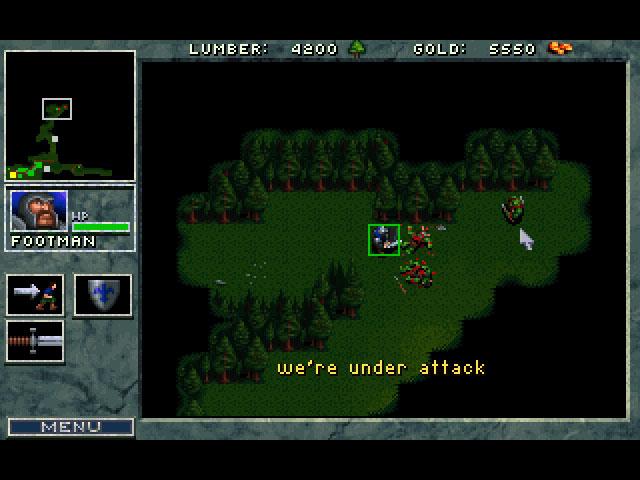 LUMBER: 4200 GOLD: 5550
HP
FOOTMAN
we're under attack
MENU